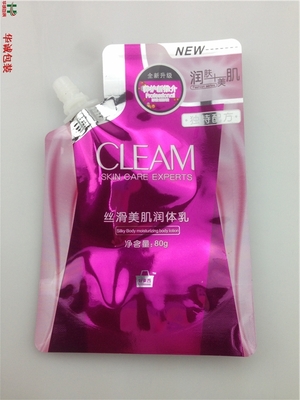 华诚包装
NEW
全新升级
Professional
润肤
美肌
CLEAM
SKIN CARE EXPERTS
丝滑美肌润体乳
Silky Body moisturizing body lotion
净含量:80g